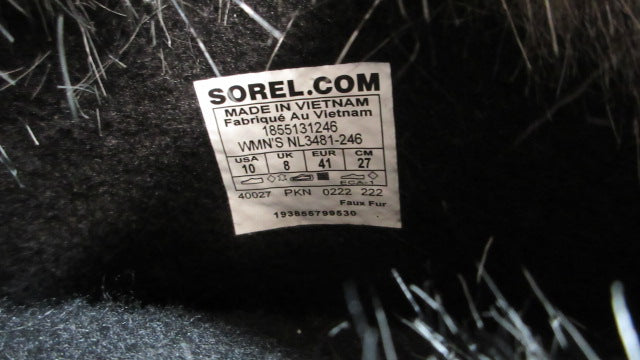 SOREL.COM
MADE IN VIETNAM
Fabriqué Au Vietnam
1855131246
WMN'S NL3481-246
USA UK EUR CM
10 8 41 27
ECA
40027 PKN 0222 222
Faux Fur
193855799530